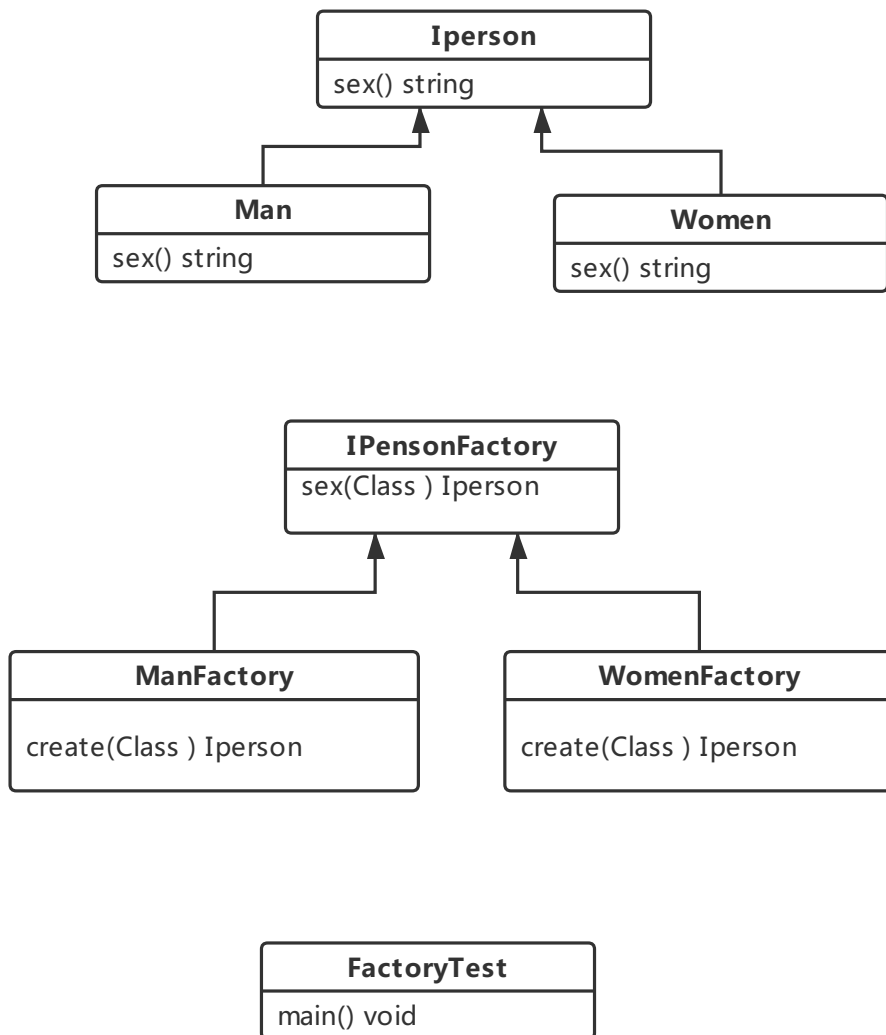 Iperson
sex() string
Man
sex() string
Women
sex() string
IPensonFactory
sex(Class ) Iperson
ManFactory
create(Class ) Iperson
WomenFactory
create(Class ) Iperson
FactoryTest
main() void